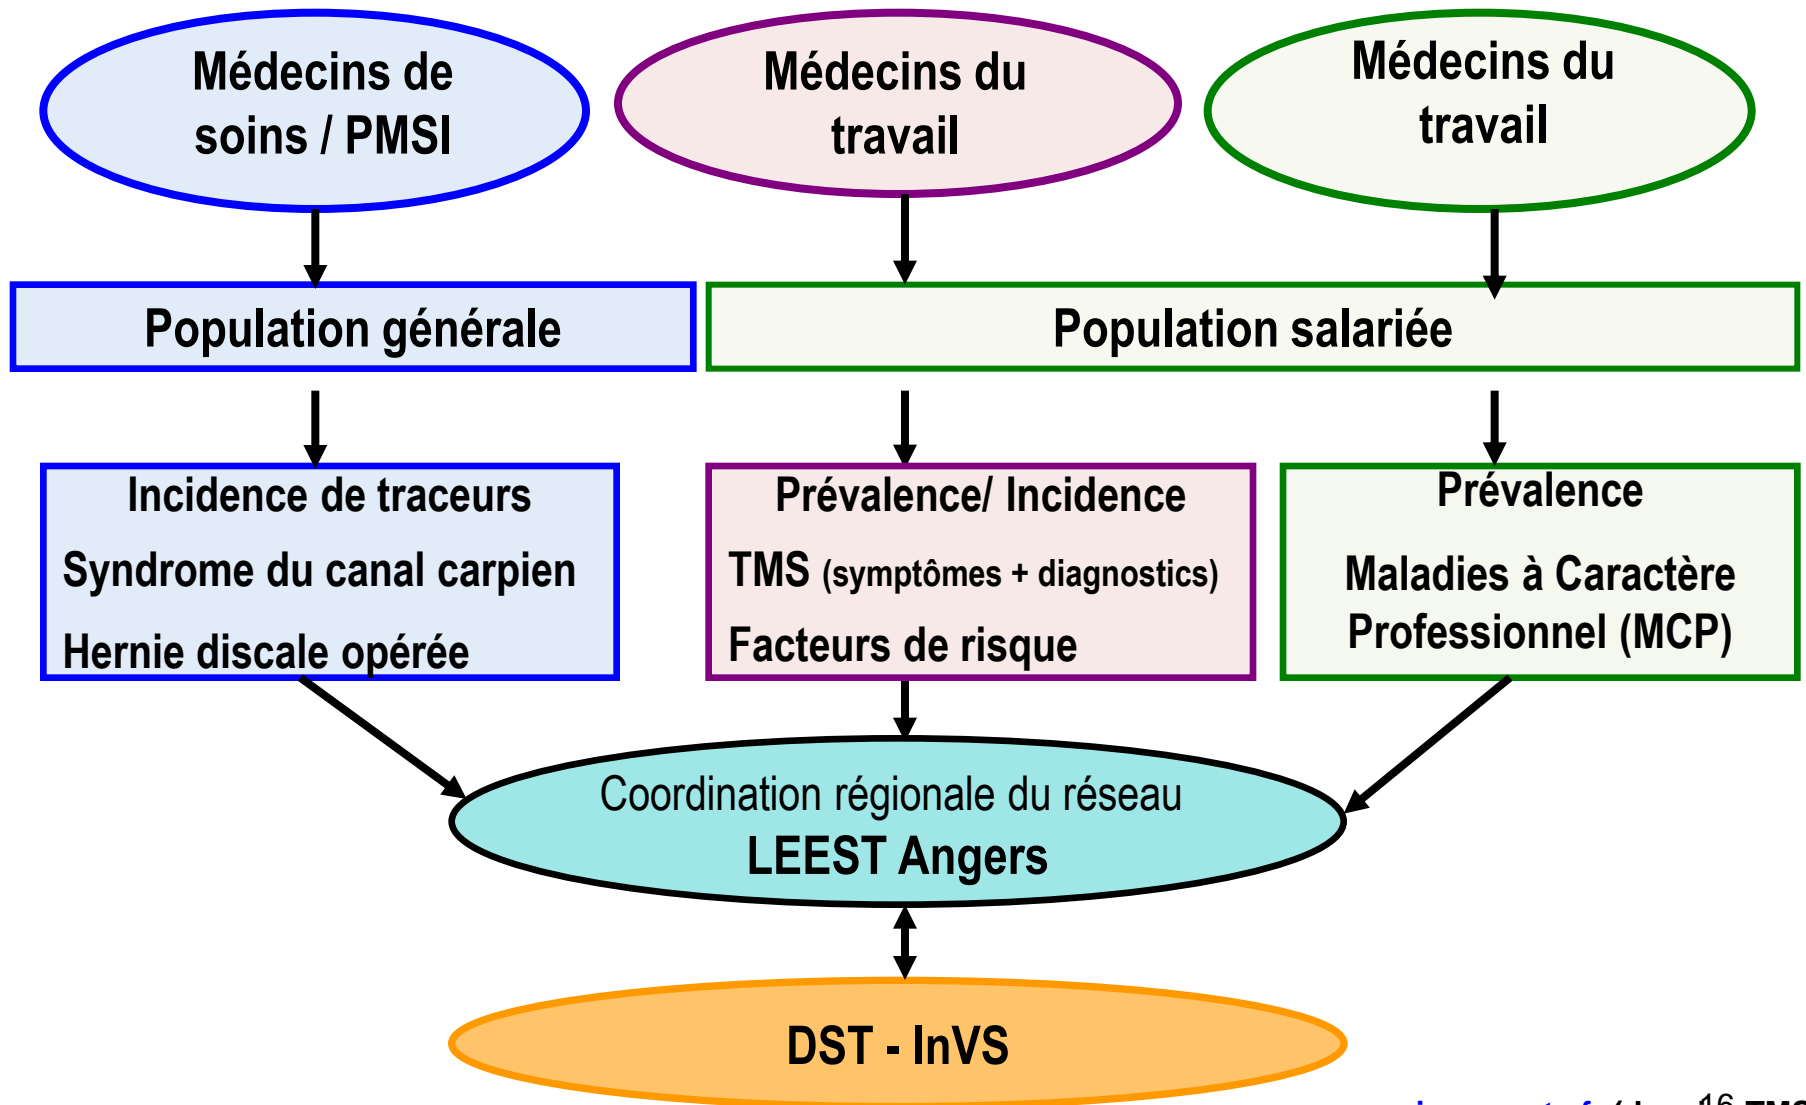 Médecins de
soins / PMSI
Médecins du
travail
Médecins du
travail
Population générale
Population salariée
Incidence de traceurs
Syndrome du canal carpien
Hernie discale opérée
Prévalence/ Incidence
TMS (symptômes + diagnostics)
Facteurs de risque
Prévalence
Maladies à Caractère
Professionnel (MCP)
Coordination régionale du réseau
LEEST Angers
DST - InVS
16 TMS